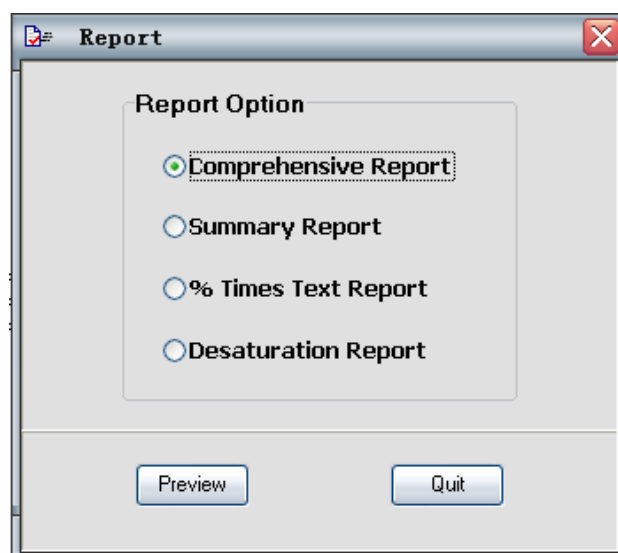 Report
Report Option
Comprehensive Report
Summary Report
% Times Text Report
Desaturation Report
Preview Quit